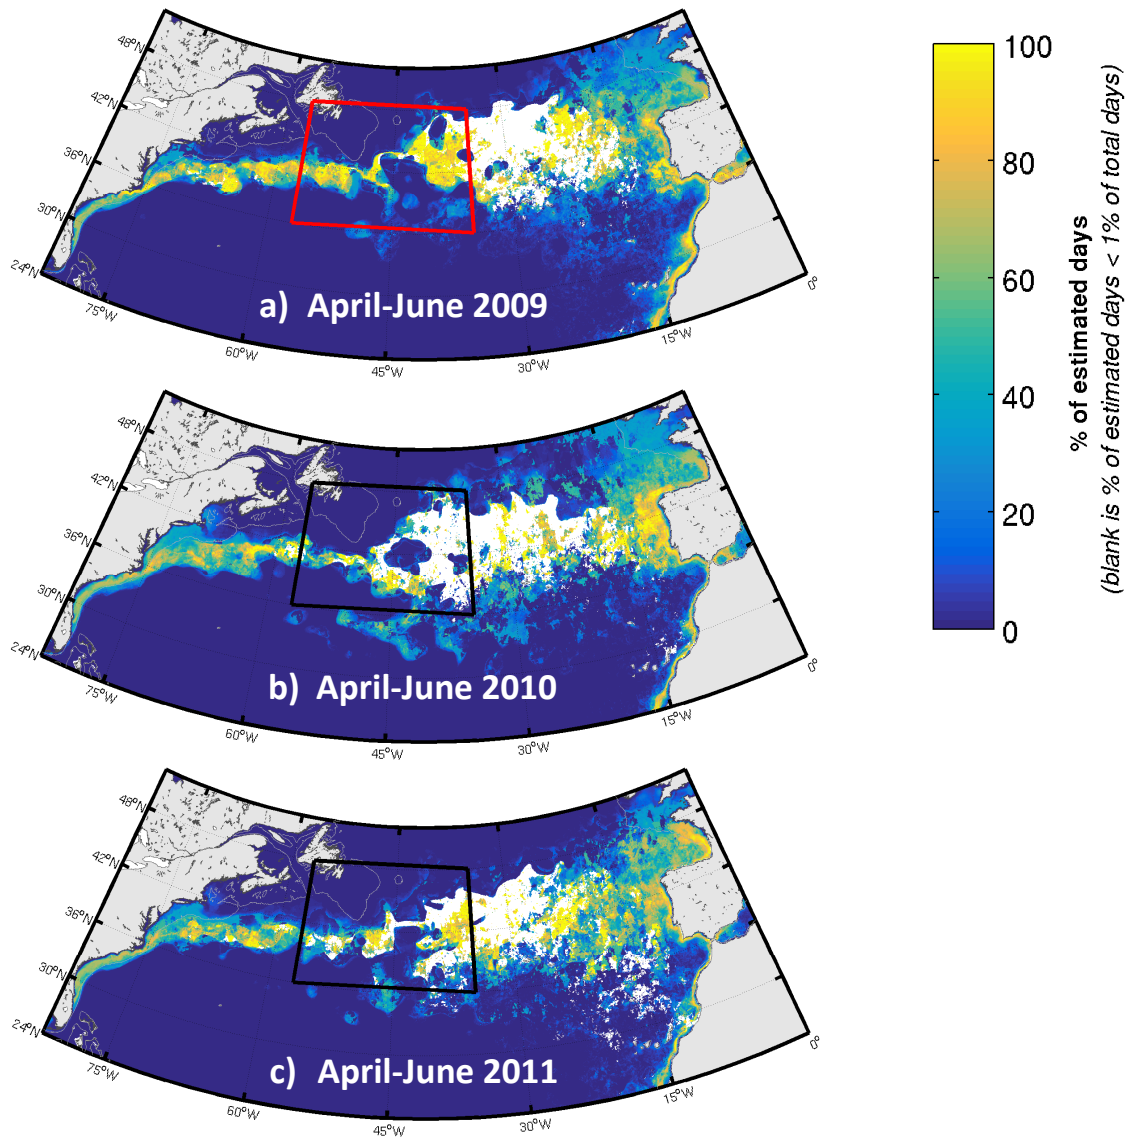 48°N
42°N
36°N
30°N
24°N
75°W
60°W
45°W
30°W
15°W
0°
a) April-June 2009
48°N
42°N
36°N
30°N
24°N
75°W
60°W
45°W
30°W
15°W
0°
b) April-June 2010
48°N
42°N
36°N
30°N
24°N
75°W
60°W
45°W
30°W
15°W
0°
c) April-June 2011
100
80
60
40
20
0
% of estimated days
(blank is % of estimated days < 1% of total days)